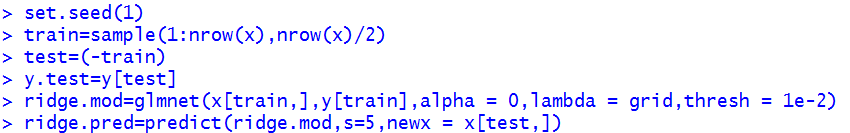 > set.seed(1)
> train=sample(1:nrow(x),nrow(x)/2)
> test=(-train)
> y.test=y[test]
> ridge.mod=glmnet(x[train,],y[train],alpha = 0,lambda = grid,thresh = 1e-2)
> ridge.pred=predict(ridge.mod,s=5,newx = x[test,])